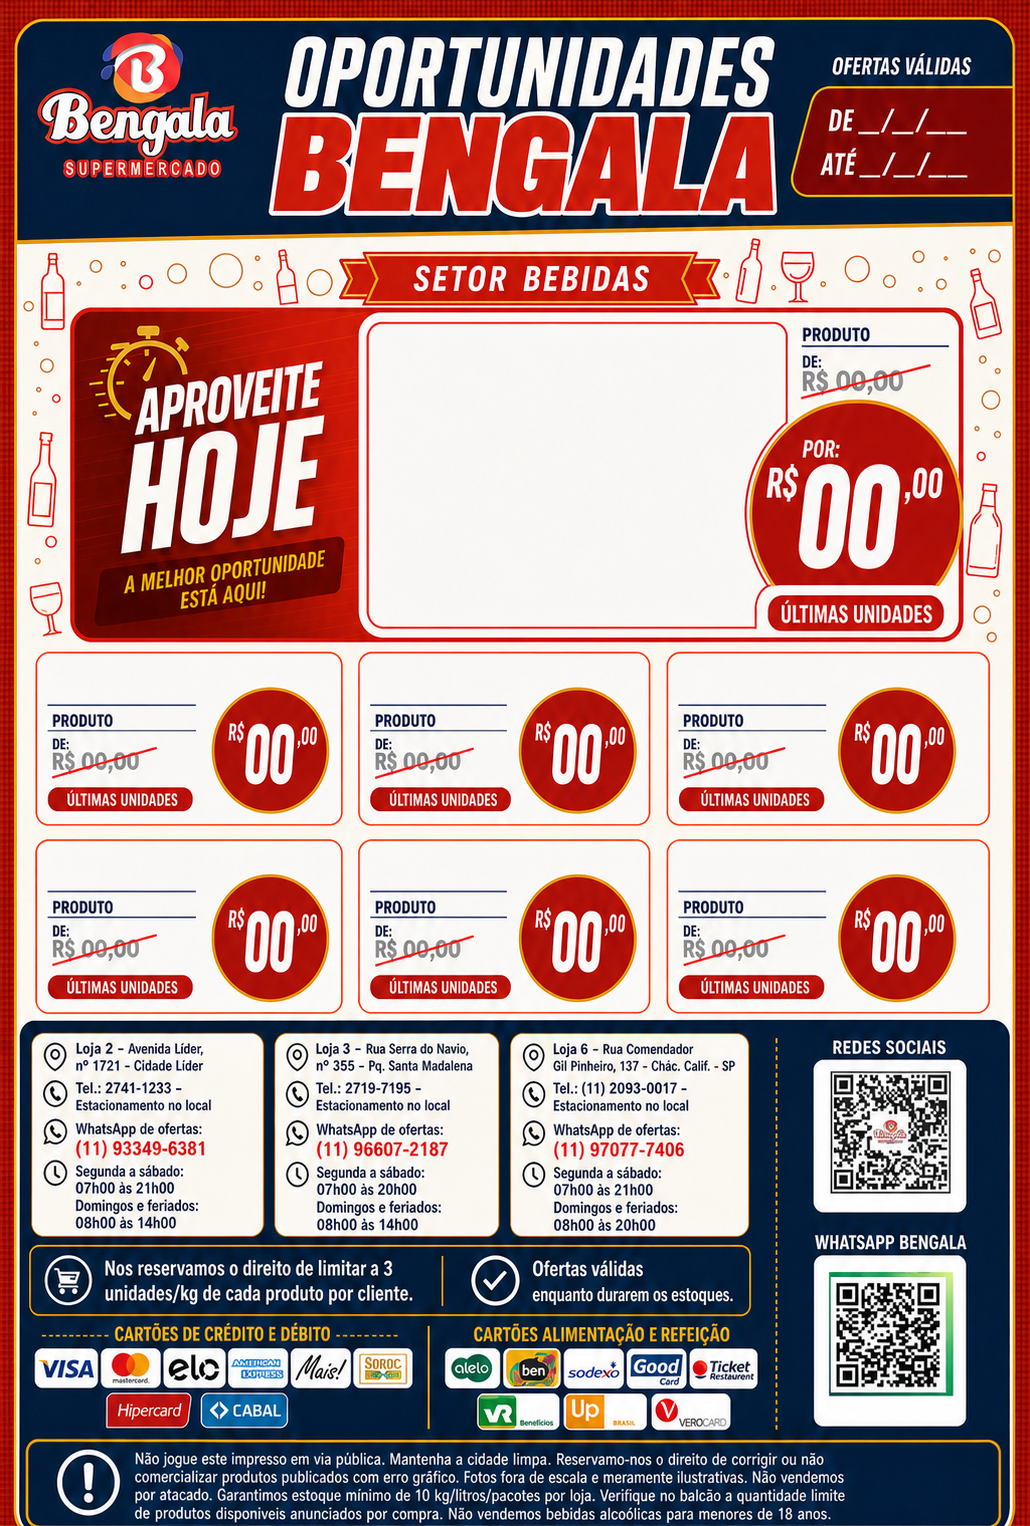 B
Bengala
SUPERMERCADO
OPORTUNIDADES
BENGALA
OFERTAS VÁLIDAS
DE __/__/__
ATÉ __/__/__
SETOR BEBIDAS
APROVEITE
HOJE
A MELHOR OPORTUNIDADE
ESTÁ AQUI!
PRODUTO
DE:
R$ 00,00
POR:
R$ 00,00
ÚLTIMAS UNIDADES
PRODUTO
DE:
R$ 00,00
ÚLTIMAS UNIDADES
R$ 00,00
PRODUTO
DE:
R$ 00,00
ÚLTIMAS UNIDADES
R$ 00,00
PRODUTO
DE:
R$ 00,00
ÚLTIMAS UNIDADES
R$ 00,00
PRODUTO
DE:
R$ 00,00
ÚLTIMAS UNIDADES
R$ 00,00
PRODUTO
DE:
R$ 00,00
ÚLTIMAS UNIDADES
R$ 00,00
PRODUTO
DE:
R$ 00,00
ÚLTIMAS UNIDADES
R$ 00,00
Loja 2 - Avenida Líder,
nº 1721 - Cidade Líder
Tel.: 2741-1233 -
Estacionamento no local
WhatsApp de ofertas:
(11) 93349-6381
Segunda a sábado:
07h00 às 21h00
Domingos e feriados:
08h00 às 14h00
Loja 3 - Rua Serra do Navio,
nº 355 - Pq. Santa Madalena
Tel.: 2719-7195 -
Estacionamento no local
WhatsApp de ofertas:
(11) 96607-2187
Segunda a sábado:
07h00 às 20h00
Domingos e feriados:
08h00 às 14h00
Loja 6 - Rua Comendador
Gil Pinheiro, 137 - Chác. Calif. - SP
Tel.: (11) 2093-0017 -
Estacionamento no local
WhatsApp de ofertas:
(11) 97077-7406
Segunda a sábado:
07h00 às 21h00
Domingos e feriados:
08h00 às 20h00
REDES SOCIAIS
Bengala
WHATSAPP BENGALA
Nos reservamos o direito de limitar a 3
unidades/kg de cada produto por cliente.
Ofertas válidas
enquanto durarem os estoques.
CARTÕES DE CRÉDITO E DÉBITO
VISA
mastercard.
elo
AMERICAN
EXPRESS
Mais!
SOROC
Hipercard
CABAL
CARTÕES ALIMENTAÇÃO E REFEIÇÃO
alelo
ben
sodexo
Good
Card
Ticket
Restaurent
VR Benefícios
Up BRASIL
VEROCARD
Não jogue este impresso em via pública. Mantenha a cidade limpa. Reservamo-nos o direito de corrigir ou não
comercializar produtos publicados com erro gráfico. Fotos fora de escala e meramente ilustrativas. Não vendemos
por atacado. Garantimos estoque mínimo de 10 kg/litros/pacotes por loja. Verifique no balcão a quantidade limite
de produtos disponiveis anunciados por compra. Não vendemos bebidas alcoólicas para menores de 18 anos.